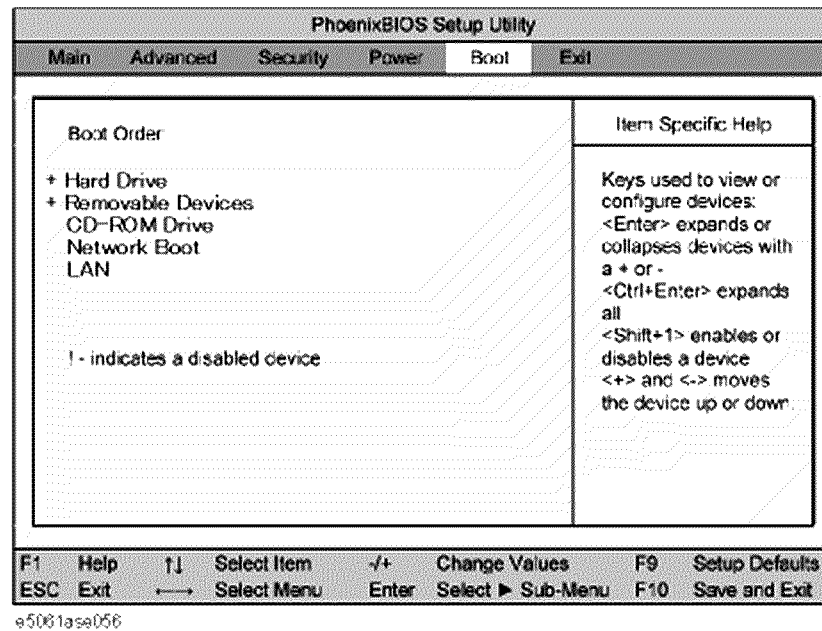 PhoenixBIOS Setup Utility
Main Advanced Security Power Boot Exit
Boot Order
+ Hard Drive
+ Removable Devices
CD-ROM Drive
Network Boot
LAN
! - indicates a disabled device
Item Specific Help
Keys used to view or
configure devices:
<Enter> expands or
collapses devices with
a + or -
<Ctrl+Enter> expands
all
<Shift+1> enables or
disables a device
<+> and <-> moves
the device up or down.
F1 Help ↑↓ Select Item -/+ Change Values F9 Setup Defaults
ESC Exit ←→ Select Menu Enter Select ▶ Sub-Menu F10 Save and Exit
e5061ase056